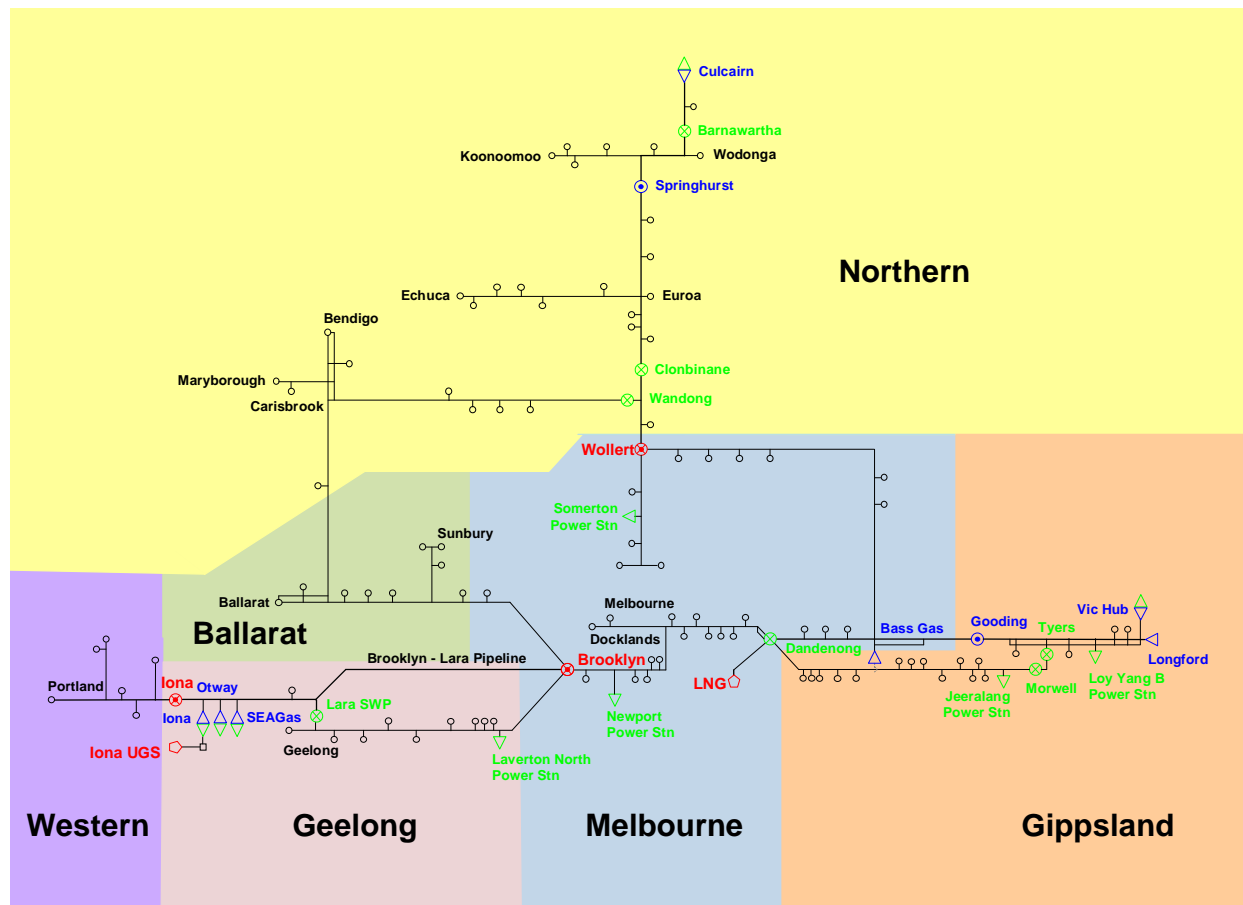 Culcairn
Barnawartha
Koonoomoo
Wodonga
Springhurst
Northern
Echuca
Euroa
Bendigo
Clonbinane
Maryborough
Carisbrook
Wandong
Wollert
Somerton
Power Stn
Sunbury
Ballarat
Melbourne
Ballarat
Docklands
Bass Gas
Gooding
Vic Hub
Tyers
Dandenong
Longford
Brooklyn - Lara Pipeline
Brooklyn
LNG
Portland
Iona
Otway
Iona
SEAGas
Lara SWP
Morwell
Loy Yang B
Power Stn
Jeeralang
Power Stn
Newport
Power Stn
Iona UGS
Geelong
Laverton North
Power Stn
Western
Geelong
Melbourne
Gippsland